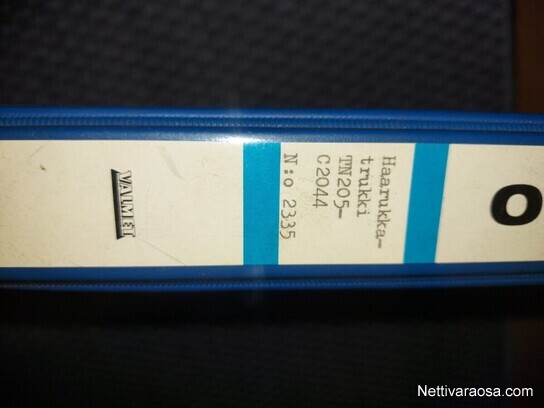 O
Haarukka-
trukki
TN205-
C2044
N:o 2335
VALMET
Nettivaraosa.com